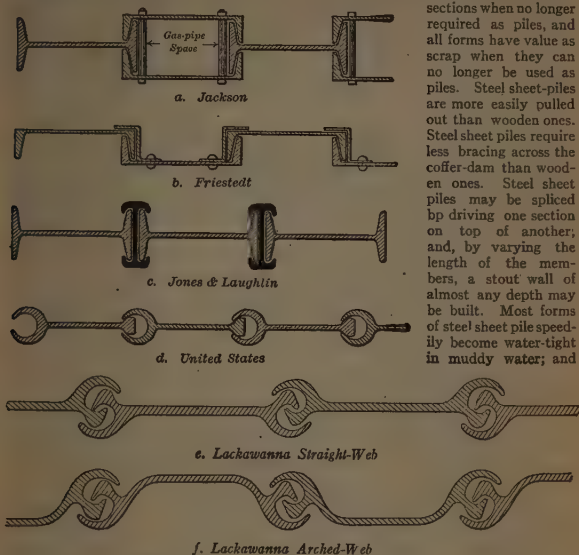 sections when no longer
required as piles, and
all forms have value as
scrap when they can
no longer be used as
piles. Steel sheet-piles
are more easily pulled
out than wooden ones.
Steel sheet piles require
less bracing across the
coffer-dam than wood-
en ones. Steel sheet
piles may be spliced
bp driving one section
on top of another;
and, by varying the
length of the mem-
bers, a stout wall of
almost any depth may
be built. Most forms
of steel sheet pile speed-
ily become water-tight
in muddy water; and
Gas-pipe
Space
a. Jackson
b. Friestedt
c. Jones & Laughlin
d. United States
e. Lackawanna Straight-Web
f. Lackawanna Arched-Web